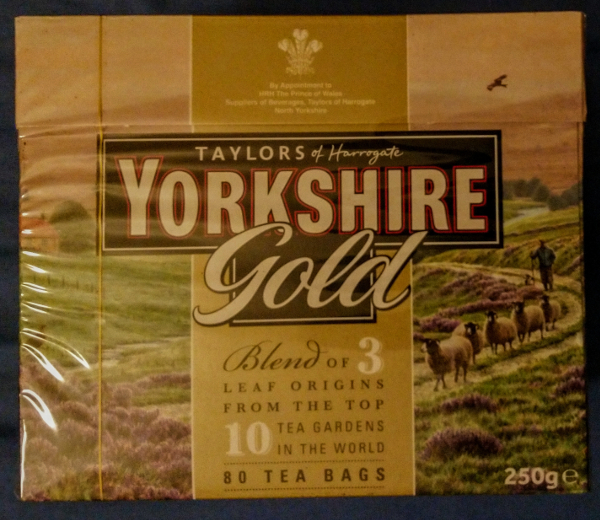 By Appointment to
HRH The Prince of Wales
Suppliers of Beverages, Taylors of Harrogate
North Yorkshire
TAYLORS of Harrogate
YORKSHIRE
Gold
Blend OF 3
LEAF ORIGINS
FROM THE TOP
10 TEA GARDENS
IN THE WORLD
80 TEA BAGS
250g e